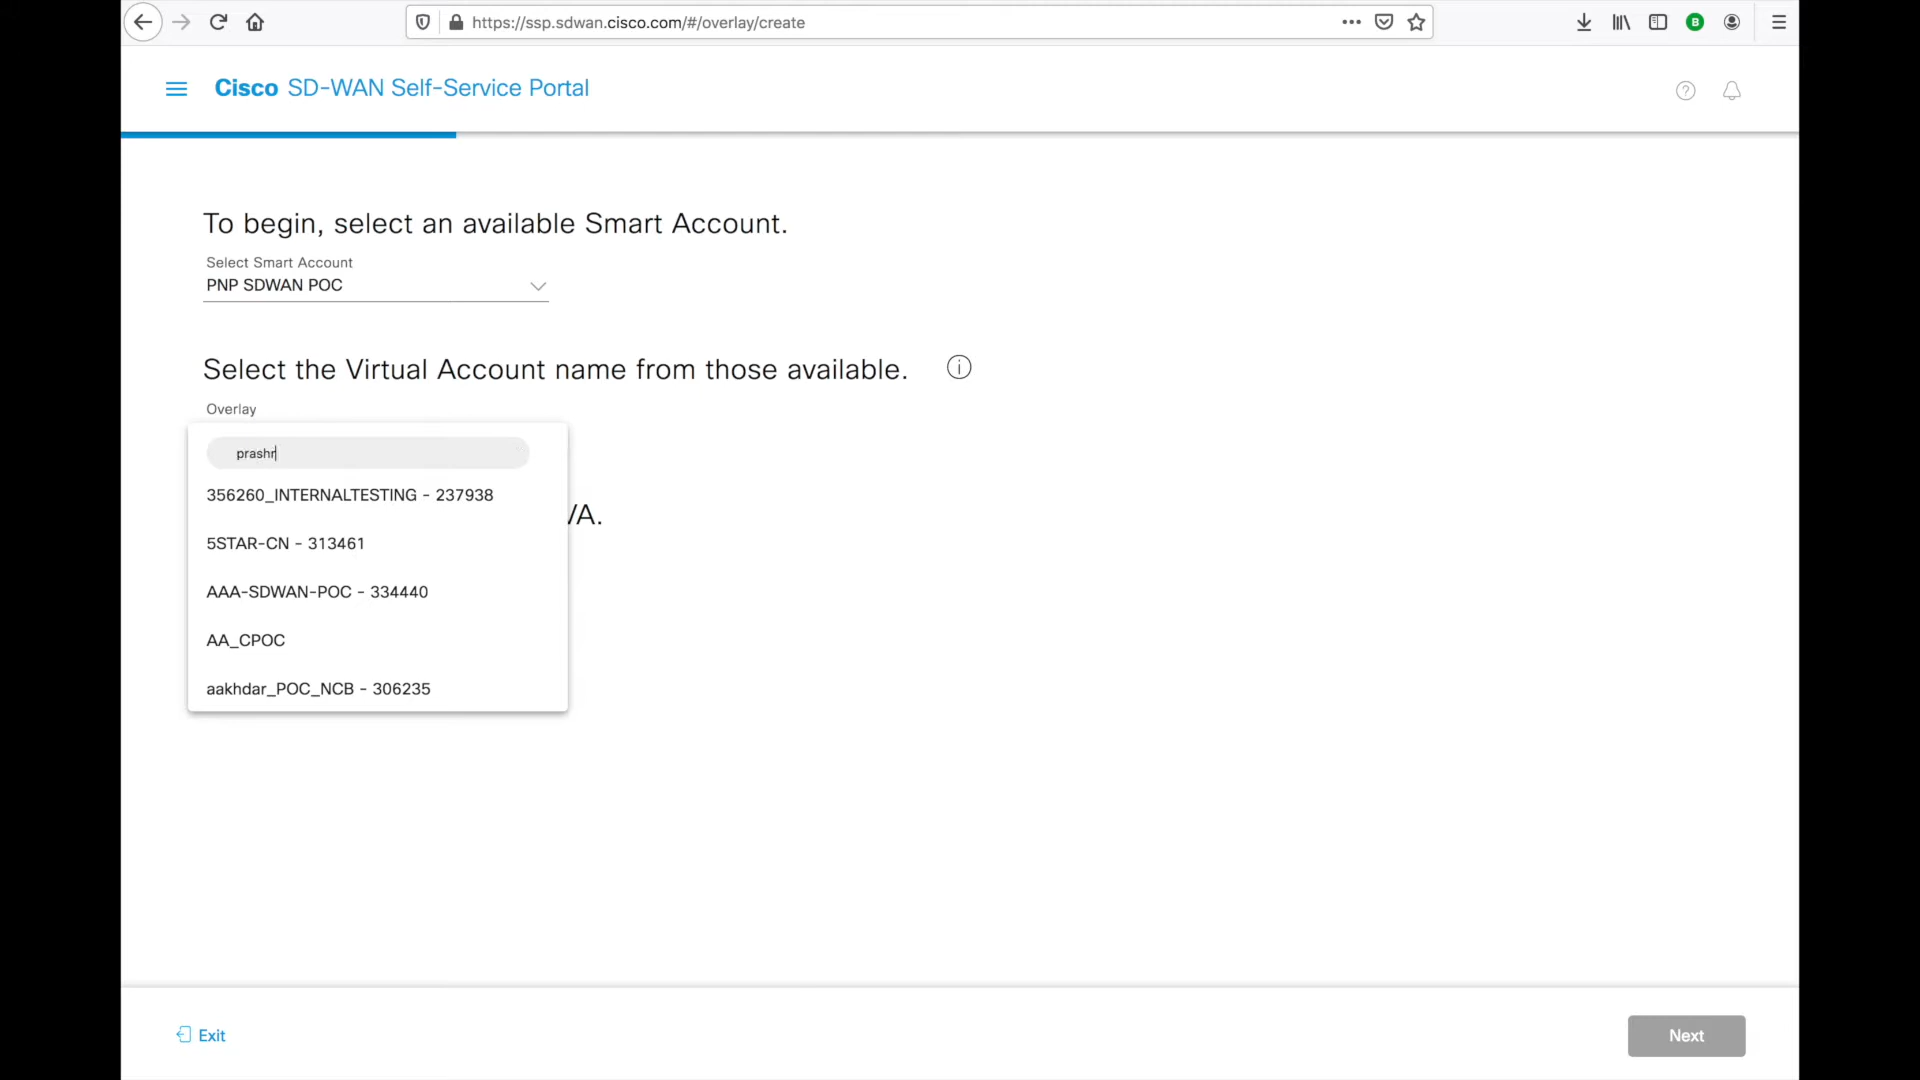 https://ssp.sdwan.cisco.com/#/overlay/create
B
Cisco SD-WAN Self-Service Portal
To begin, select an available Smart Account.
Select Smart Account
PNP SDWAN POC
Select the Virtual Account name from those available.
Overlay
prashr
356260_INTERNALTESTING - 237938
VA.
5STAR-CN - 313461
AAA-SDWAN-POC - 334440
AA_CPOC
aakhdar_POC_NCB - 306235
Exit
Next